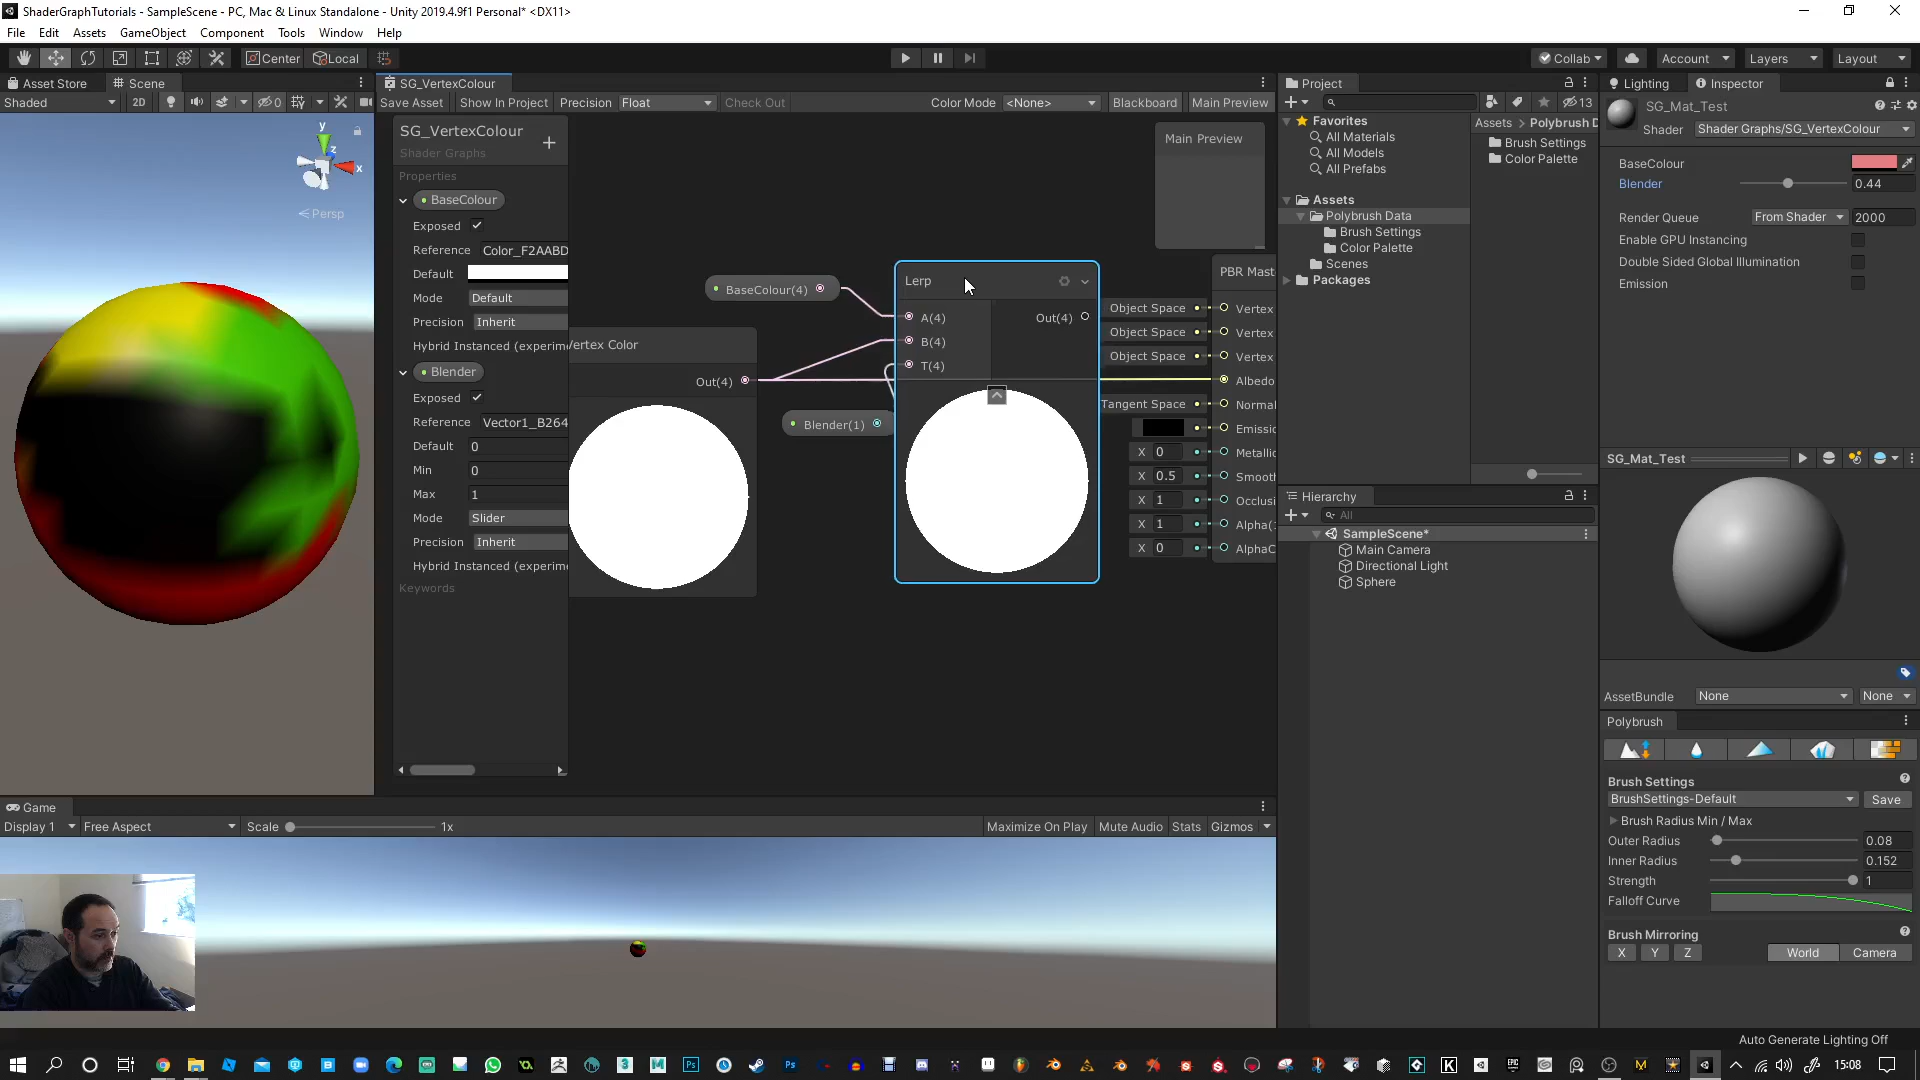 ShaderGraphTutorials - SampleScene - PC, Mac & Linux Standalone - Unity 2019.4.9f1 Personal* <DX11>
File Edit Assets GameObject Component Tools Window Help
Center Local Collab Account Layers Layout
Asset Store Scene
Shaded 2D 0
y
z
x
Persp
SG_VertexColour
Save Asset Show In Project Precision Float Check Out Color Mode <None> Blackboard Main Preview
SG_VertexColour
Shader Graphs
Properties
BaseColour
Exposed
Reference Color_F2AABD
Default
Mode Default
Precision Inherit
Hybrid Instanced (experim
Blender
Exposed
Reference Vector1_B264
Default 0
Min 0
Max 1
Mode Slider
Precision Inherit
Hybrid Instanced (experim
Keywords
Vertex Color
Out(4)
BaseColour(4)
Blender(1)
Lerp
A(4)
B(4)
T(4)
Out(4)
Main Preview
PBR Mast
Object Space Vertex
Object Space Vertex
Object Space Vertex
Albedo
Tangent Space Normal
Emissic
X 0 Metallic
X 0.5 Smooth
X 1 Occlusi
X 1 Alpha(
X 0 AlphaC
Project
13
Favorites
All Materials
All Models
All Prefabs
Assets
Polybrush Data
Brush Settings
Color Palette
Scenes
Packages
Assets > Polybrush D
Brush Settings
Color Palette
Hierarchy
All
SampleScene*
Main Camera
Directional Light
Sphere
Lighting Inspector
SG_Mat_Test
Shader Shader Graphs/SG_VertexColour
BaseColour
Blender 0.44
Render Queue From Shader 2000
Enable GPU Instancing
Double Sided Global Illumination
Emission
SG_Mat_Test
AssetBundle None None
Polybrush
Brush Settings
BrushSettings-Default Save
Brush Radius Min / Max
Outer Radius 0.08
Inner Radius 0.152
Strength 1
Falloff Curve
Brush Mirroring
X Y Z World Camera
Game
Display 1 Free Aspect Scale 1x Maximize On Play Mute Audio Stats Gizmos
Auto Generate Lighting Off
15:08